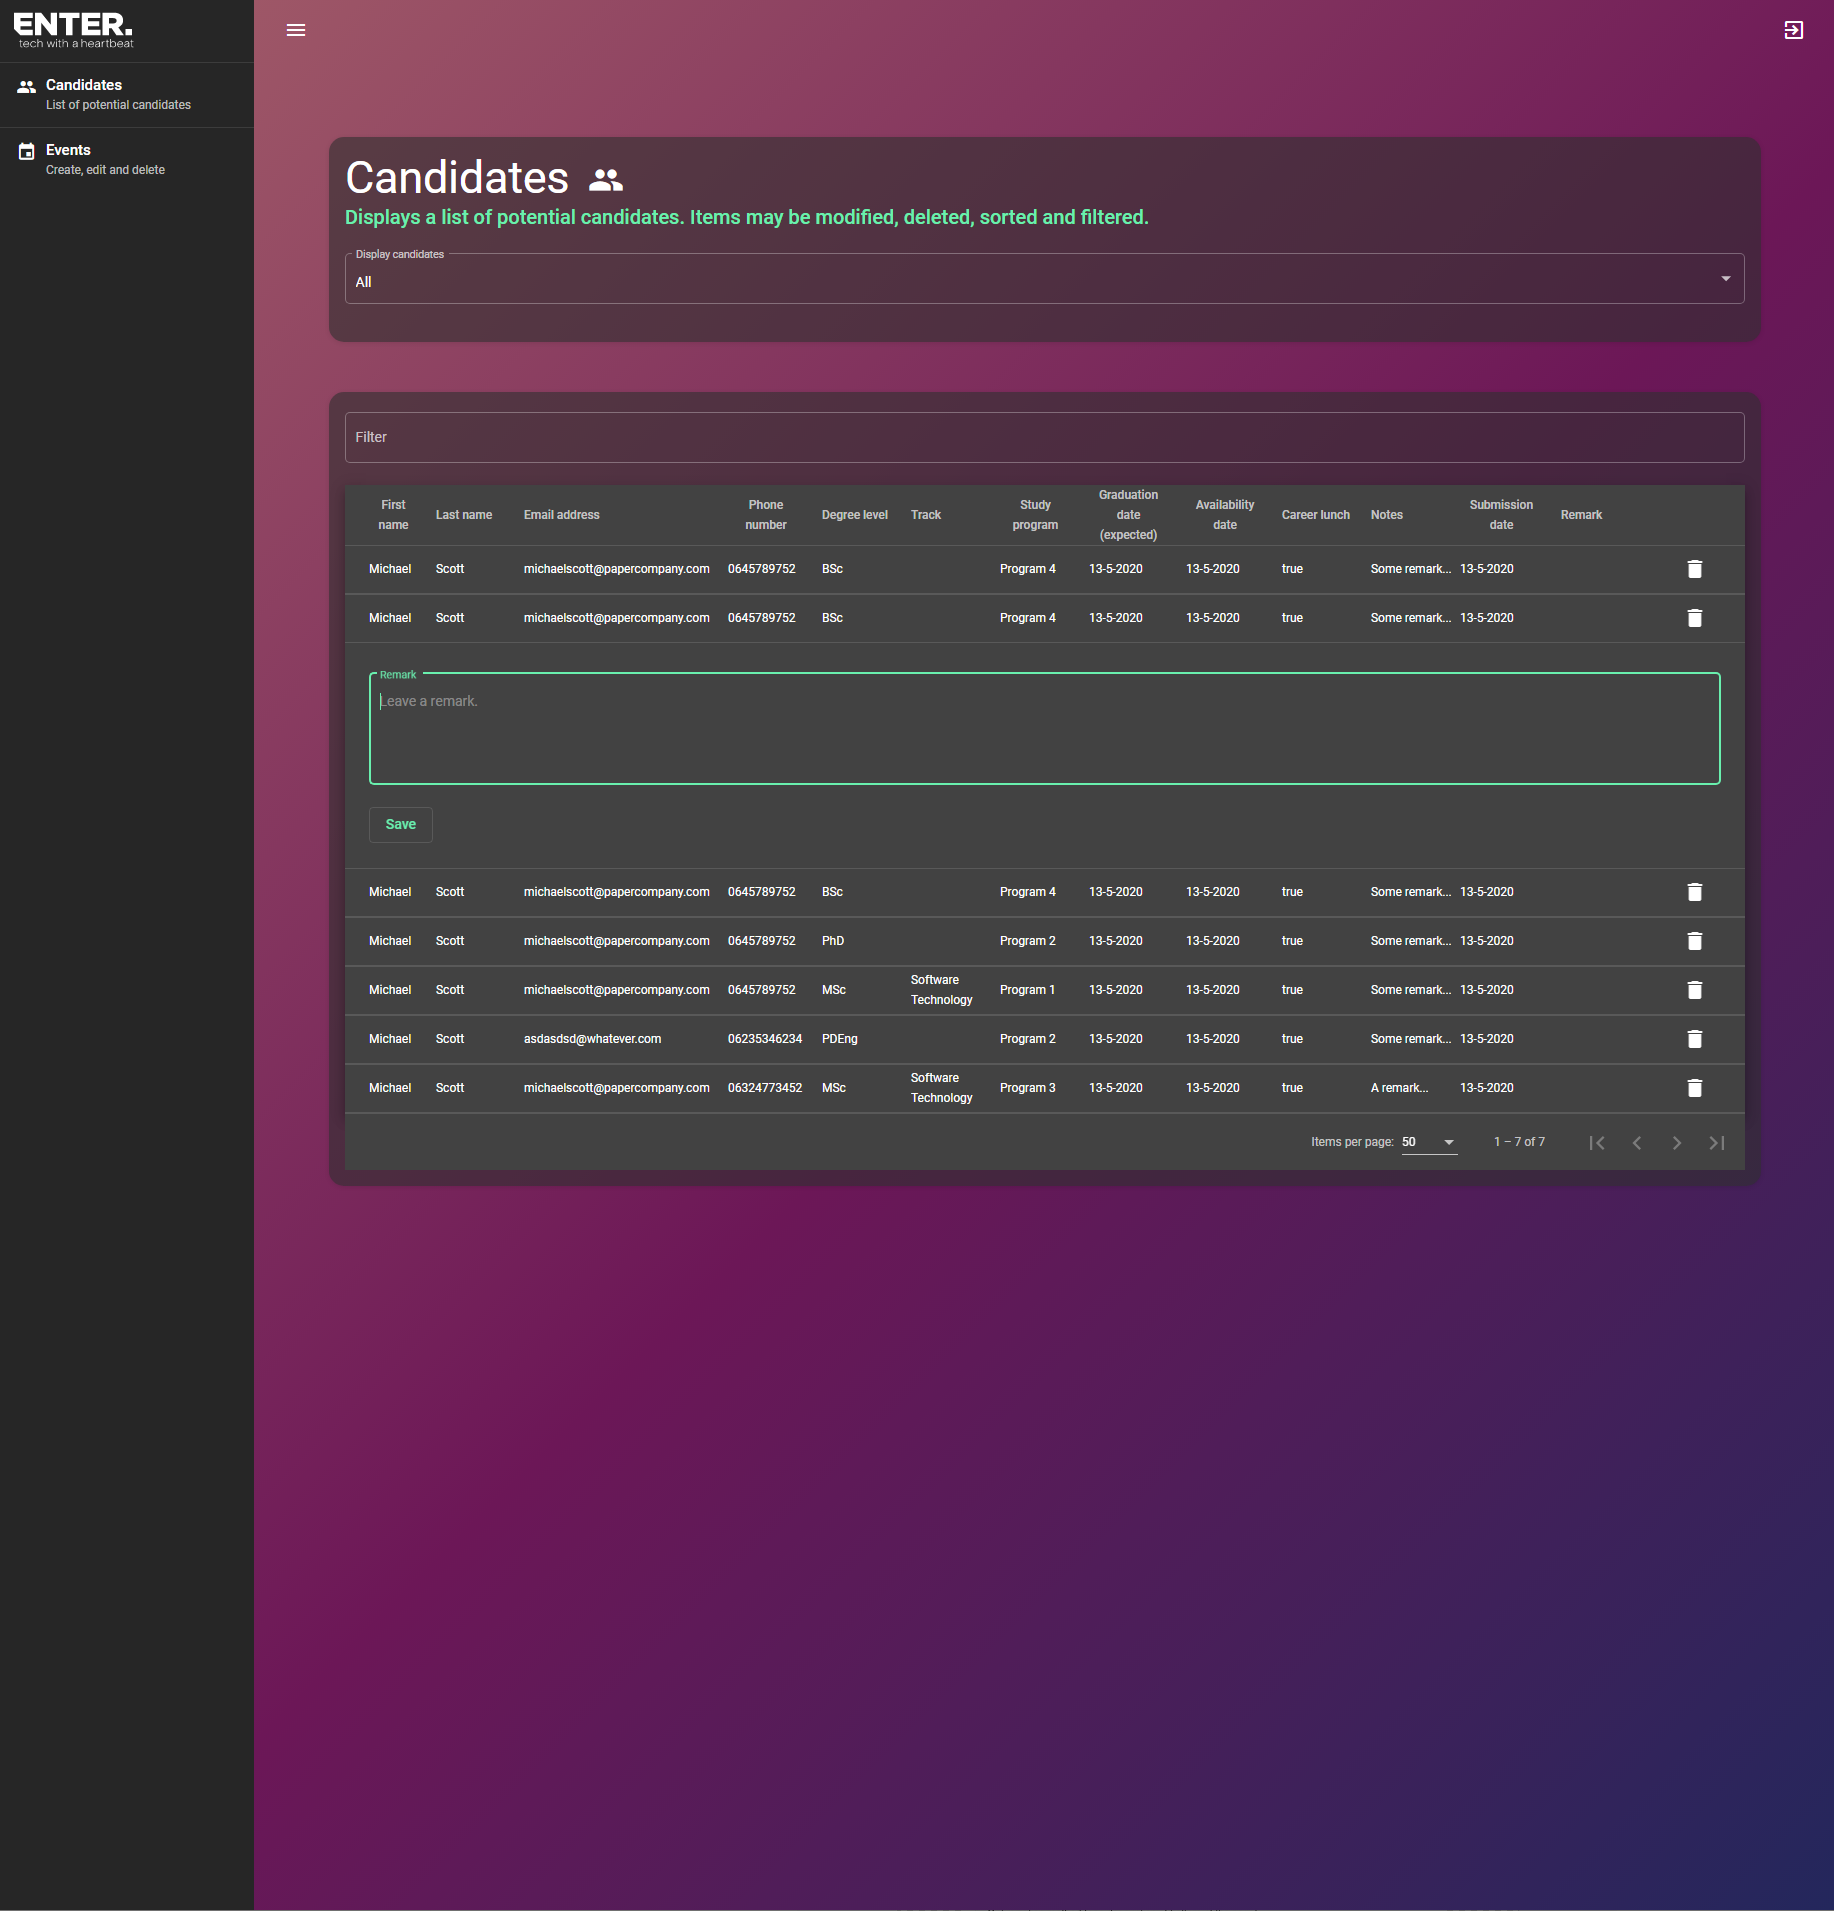 ENTER.
tech with a heartbeat
Candidates
List of potential candidates
Events
Create, edit and delete
Candidates
Displays a list of potential candidates. Items may be modified, deleted, sorted and filtered.
Display candidates
All
Filter
First name Last name Email address Phone number Degree level Track Study program Graduation date (expected) Availability date Career lunch Notes Submission date Remark
Michael Scott michaelscott@papercompany.com 0645789752 BSc Program 4 13-5-2020 13-5-2020 true Some remark... 13-5-2020
Michael Scott michaelscott@papercompany.com 0645789752 BSc Program 4 13-5-2020 13-5-2020 true Some remark... 13-5-2020
Remark
Leave a remark.
Save
Michael Scott michaelscott@papercompany.com 0645789752 BSc Program 4 13-5-2020 13-5-2020 true Some remark... 13-5-2020
Michael Scott michaelscott@papercompany.com 0645789752 PhD Program 2 13-5-2020 13-5-2020 true Some remark... 13-5-2020
Michael Scott michaelscott@papercompany.com 0645789752 MSc Software Technology Program 1 13-5-2020 13-5-2020 true Some remark... 13-5-2020
Michael Scott asdasdsd@whatever.com 06235346234 PDEng Program 2 13-5-2020 13-5-2020 true Some remark... 13-5-2020
Michael Scott michaelscott@papercompany.com 06324773452 MSc Software Technology Program 3 13-5-2020 13-5-2020 true A remark... 13-5-2020
Items per page: 50 1 – 7 of 7